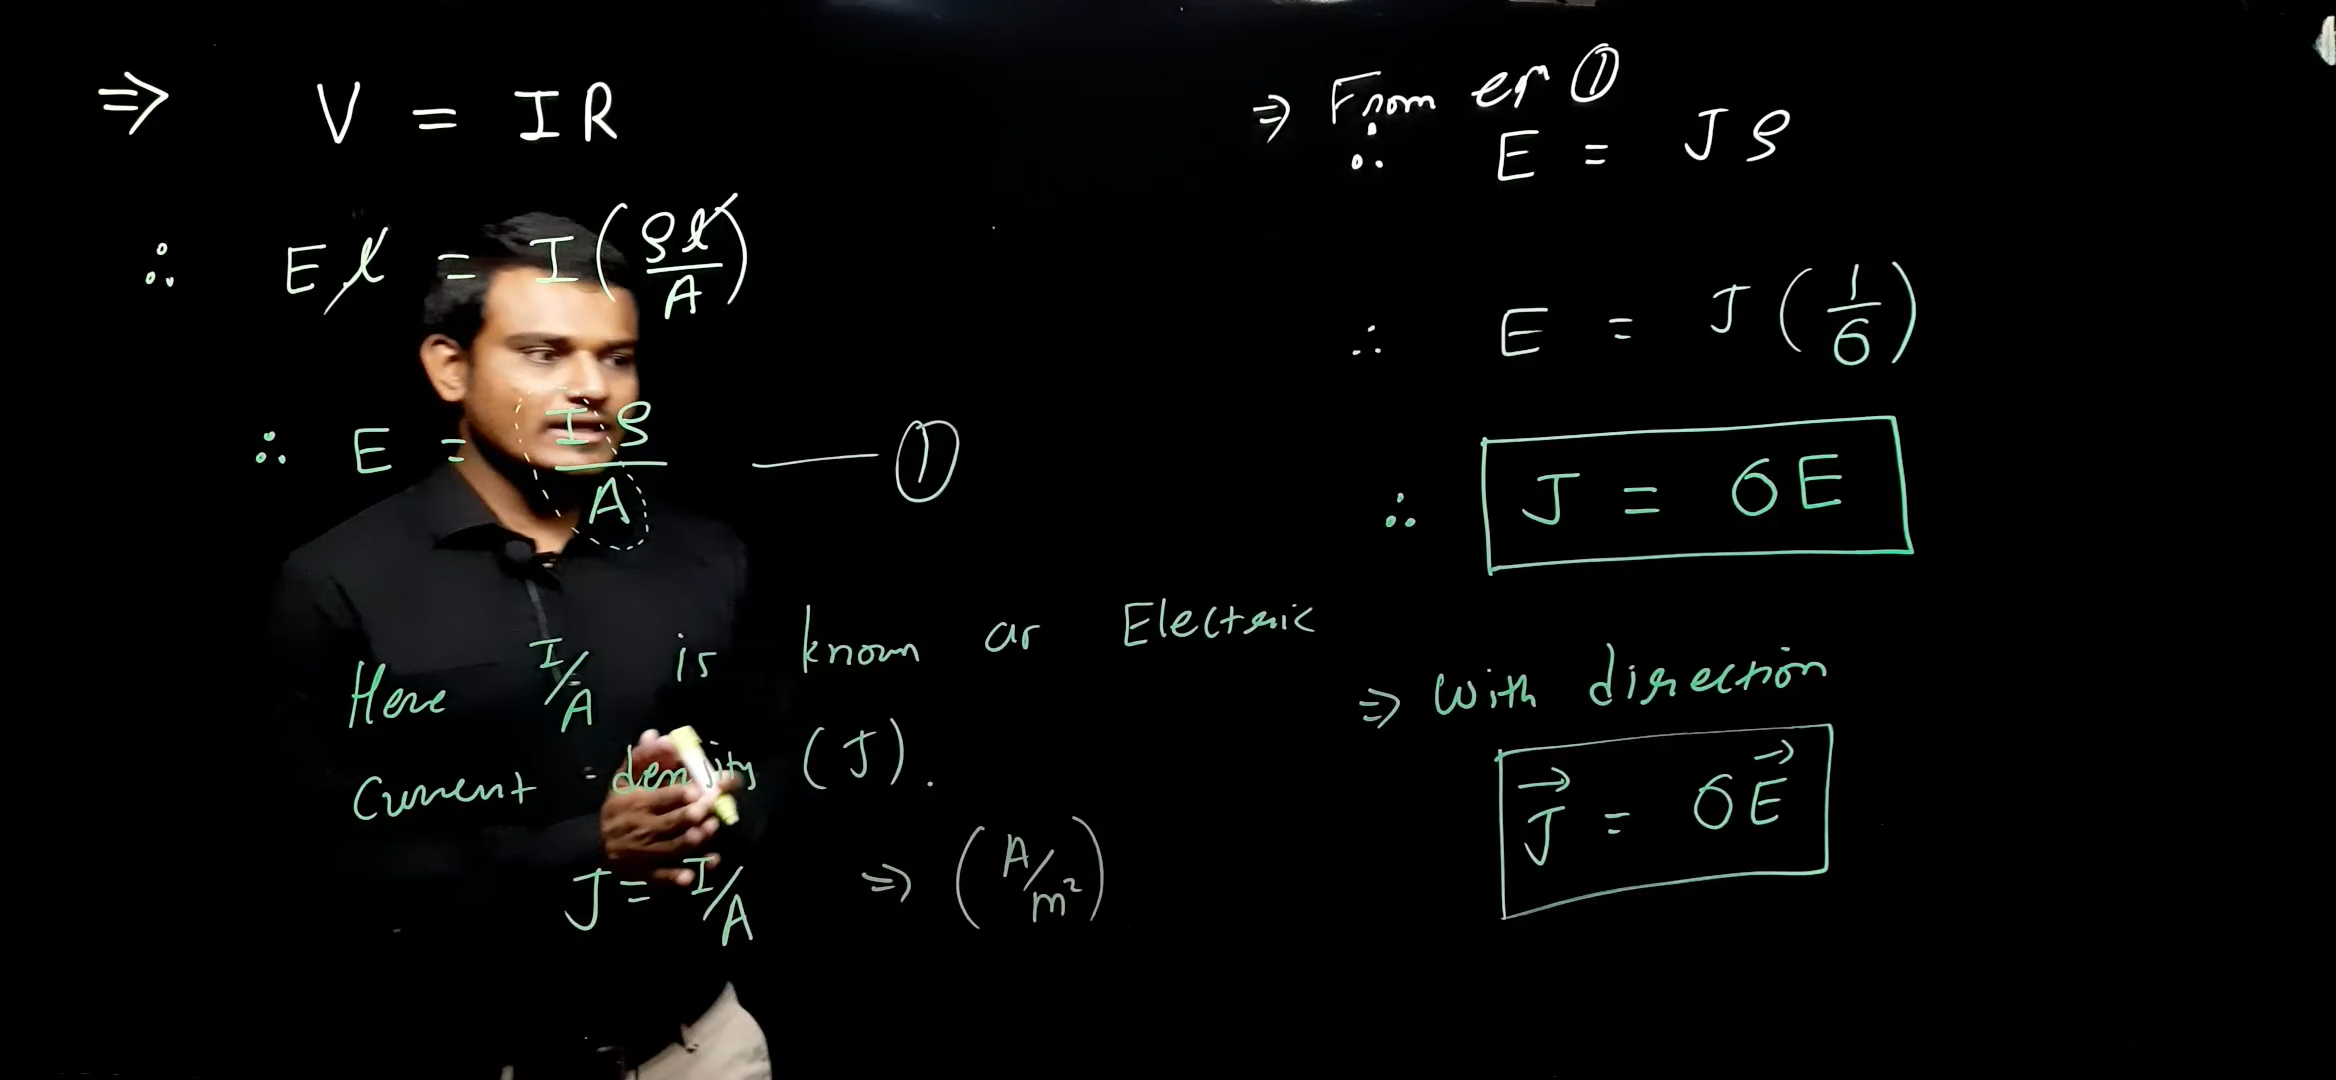 ⇒ V = IR
∴ El = I(ρl/A)
∴ E = Iρ/A —— ①
Here I/A is known as Electric
Current - density (J).
J = I/A ⇒ (A/m²)
⇒ From eq ①
∴ E = Jρ
∴ E = J(1/σ)
∴ J = σE
⇒ With direction
J⃗ = σE⃗